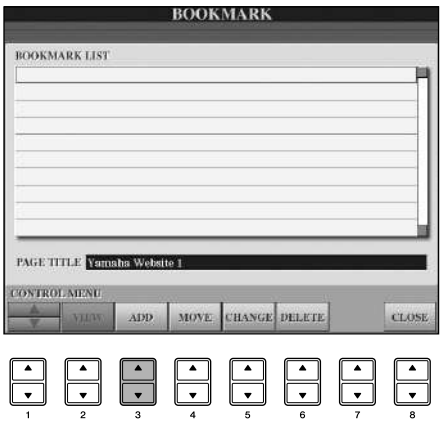 BOOKMARK
BOOKMARK LIST
PAGE TITLE Yamaha Website 1
CONTROL MENU
VIEW ADD MOVE CHANGE DELETE CLOSE
1 2 3 4 5 6 7 8